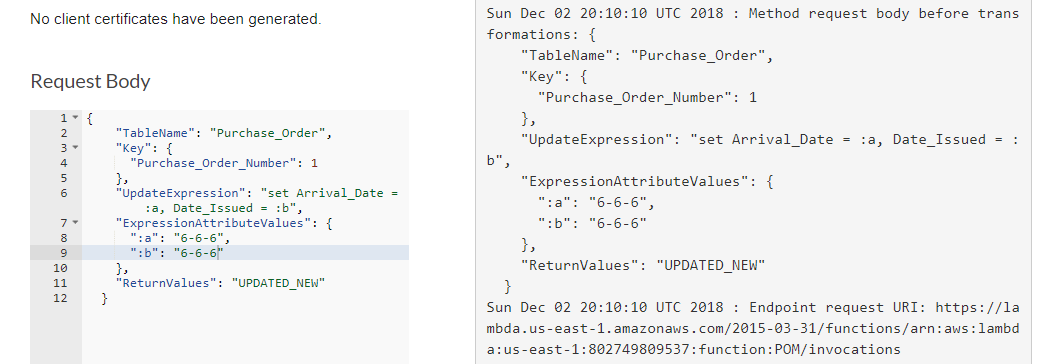 No client certificates have been generated.
Request Body
1 {
2 "TableName": "Purchase_Order",
3 "Key": {
4 "Purchase_Order_Number": 1
5 },
6 "UpdateExpression": "set Arrival_Date =
:a, Date_Issued = :b",
7 "ExpressionAttributeValues": {
8 ":a": "6-6-6",
9 ":b": "6-6-6"
10 },
11 "ReturnValues": "UPDATED_NEW"
12 }
Sun Dec 02 20:10:10 UTC 2018 : Method request body before trans
formations: {
"TableName": "Purchase_Order",
"Key": {
"Purchase_Order_Number": 1
},
"UpdateExpression": "set Arrival_Date = :a, Date_Issued = :
b",
"ExpressionAttributeValues": {
":a": "6-6-6",
":b": "6-6-6"
},
"ReturnValues": "UPDATED_NEW"
}
Sun Dec 02 20:10:10 UTC 2018 : Endpoint request URI: https://la
mbda.us-east-1.amazonaws.com/2015-03-31/functions/arn:aws:lambd
a:us-east-1:802749809537:function:POM/invocations